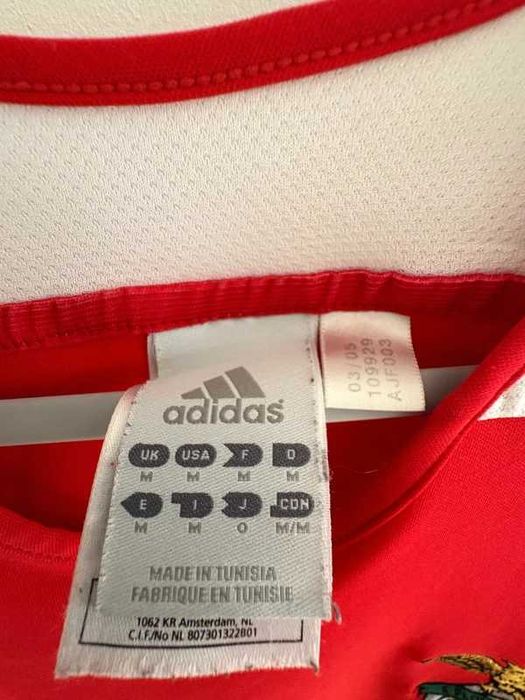 adidas
UK USA F D
M M M M
E I J CDN
M M O M/M
MADE IN TUNISIA
FABRIQUE EN TUNISIE
1062 KR Amsterdam, NL
C.I.F./No NL 807301322B01
03/05
109929
AJF003